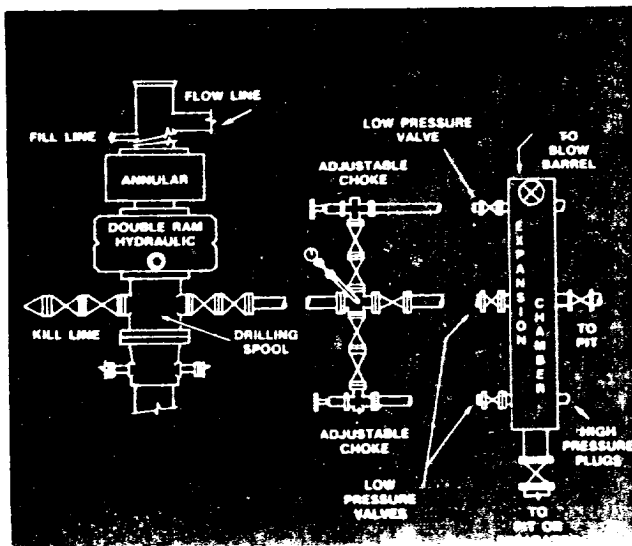 FLOW LINE
FILL LINE
ANNULAR
DOUBLE RAM
HYDRAULIC
KILL LINE
DRILLING
SPOOL
LOW PRESSURE
VALVE
ADJUSTABLE
CHOKE
ADJUSTABLE
CHOKE
TO
BLOW
BARREL
EXPANSION
CHAMBER
TO
PIT
HIGH
PRESSURE
PLUGS
LOW
PRESSURE
VALVES
TO
PIT OR